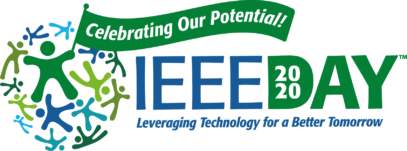 Celebrating Our Potential!
IEEE 2020 DAY™
Leveraging Technology for a Better Tomorrow